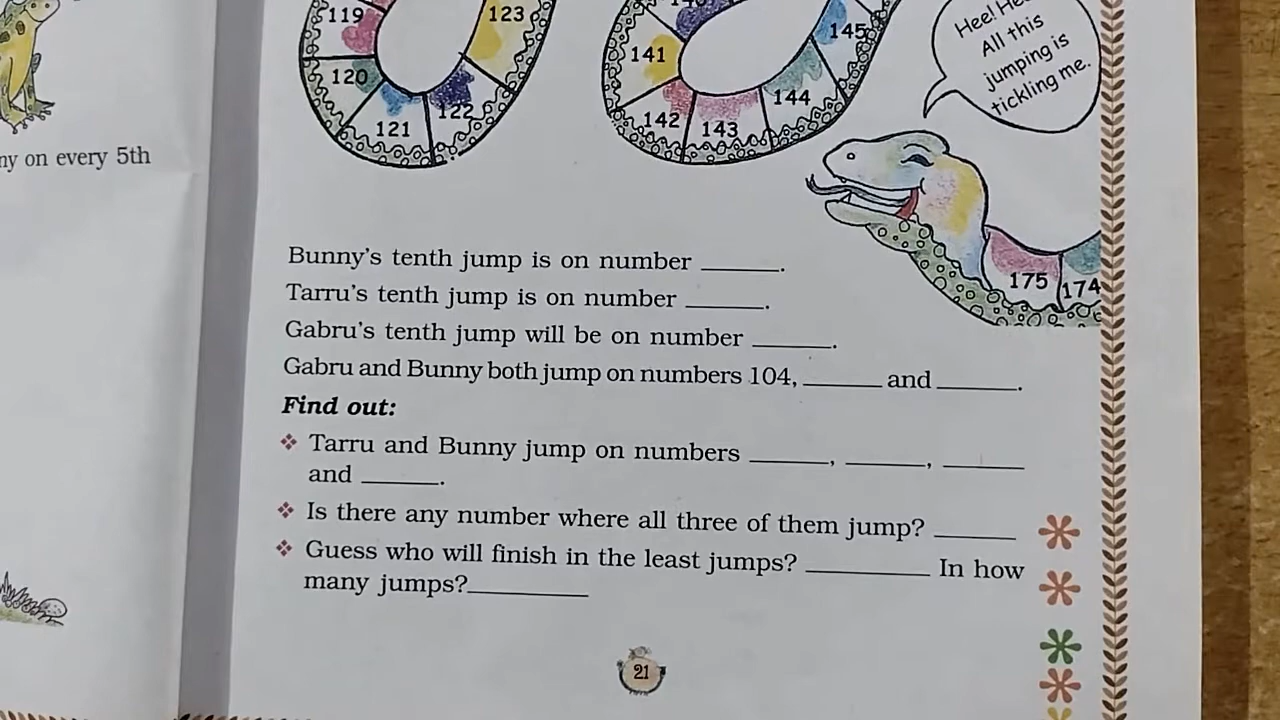 119
123
120
122
121
141
145
142
143
144
Hee! He
All this
jumping is
tickling me.
175
174
ny on every 5th
Bunny's tenth jump is on number ______.
Tarru's tenth jump is on number ______.
Gabru's tenth jump will be on number ______.
Gabru and Bunny both jump on numbers 104, ______ and ______.
Find out:
❖ Tarru and Bunny jump on numbers ______, ______, ______
and ______.
❖ Is there any number where all three of them jump? ______
❖ Guess who will finish in the least jumps? _________ In how
many jumps?_________
21